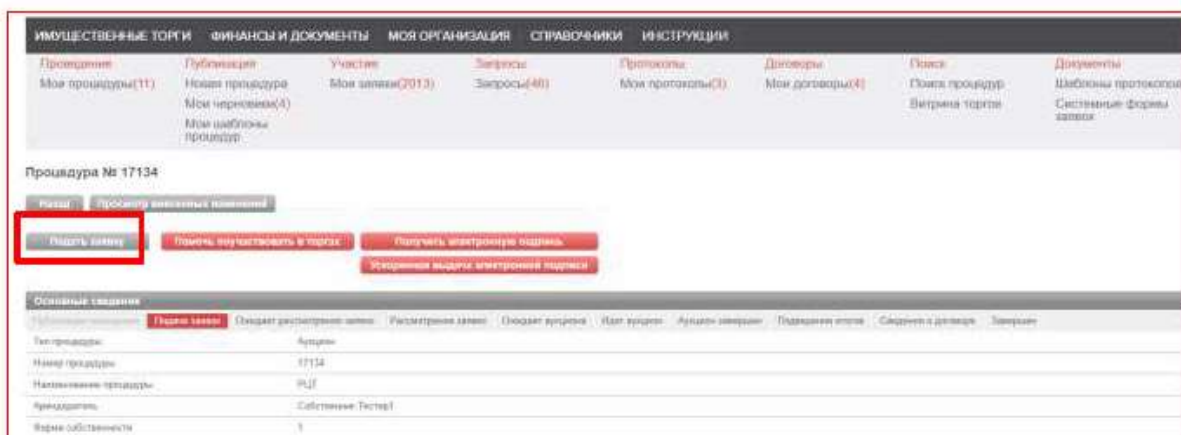 ИМУЩЕСТВЕННЫЕ ТОРГИ ФИНАНСЫ И ДОКУМЕНТЫ МОЯ ОРГАНИЗАЦИЯ СПРАВОЧНИКИ ИНСТРУКЦИИ
Проведение Публикация Участие Запросы Протоколы Договоры Поиск Документы
Мои процедуры(11) Новая процедура Мои заявки(2013) Запросы(46) Мои протоколы(3) Мои договоры(4) Поиск процедур Шаблоны протоколов
Мои черновики(4) Витрина торгов Системные формы
Мои шаблоны заявок
процедур
Процедура № 17134
Назад Просмотр внесенных изменений
Подать заявку Помочь поучаствовать в торгах Получить электронную подпись
Ускоренная выдача электронной подписи
Основные сведения
Подача заявок Ожидает рассмотрения заявок Рассмотрение заявок Ожидает аукциона Идет аукцион Аукцион завершен Подведение итогов Сведения о договоре Завершен
Тип процедуры Аукцион
Номер процедуры 17134
Наименование процедуры РЦТ
Арендодатель Собственник Тестер1
Форма собственности 1